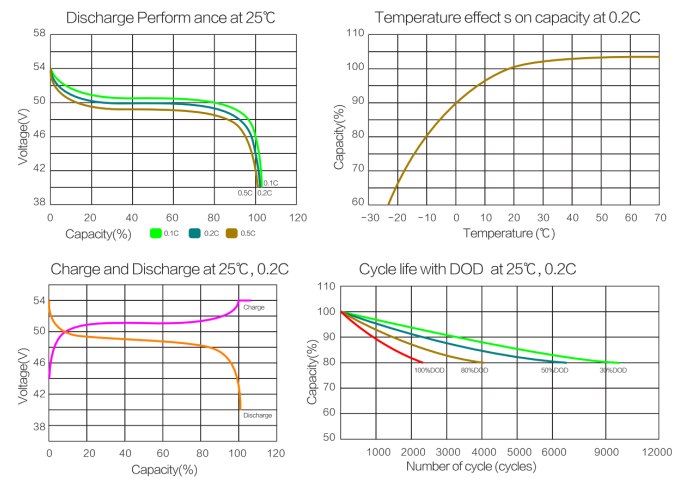 Discharge Perform ance at 25℃
58
54
50
46
42
38
Voltage(V)
0.1C
0.5C 0.2C
0 20 40 60 80 100 120
Capacity(%)
0.1C 0.2C 0.5C
Temperature effect s on capacity at 0.2C
110
100
90
80
70
60
Capacity(%)
−30 −20 −10 0 10 20 30 40 50 60 70
Temperature (℃)
Charge and Discharge at 25℃, 0.2C
54
50
46
42
38
Voltage(V)
Charge
Discharge
0 20 40 60 80 100 120
Capacity(%)
Cycle life with DOD at 25℃, 0.2C
110
100
90
80
70
60
50
Capacity(%)
100%DOD 80%DOD 50%DOD 30%DOD
1000 2000 3000 4000 5000 6000 9000 12000
Number of cycle (cycles)